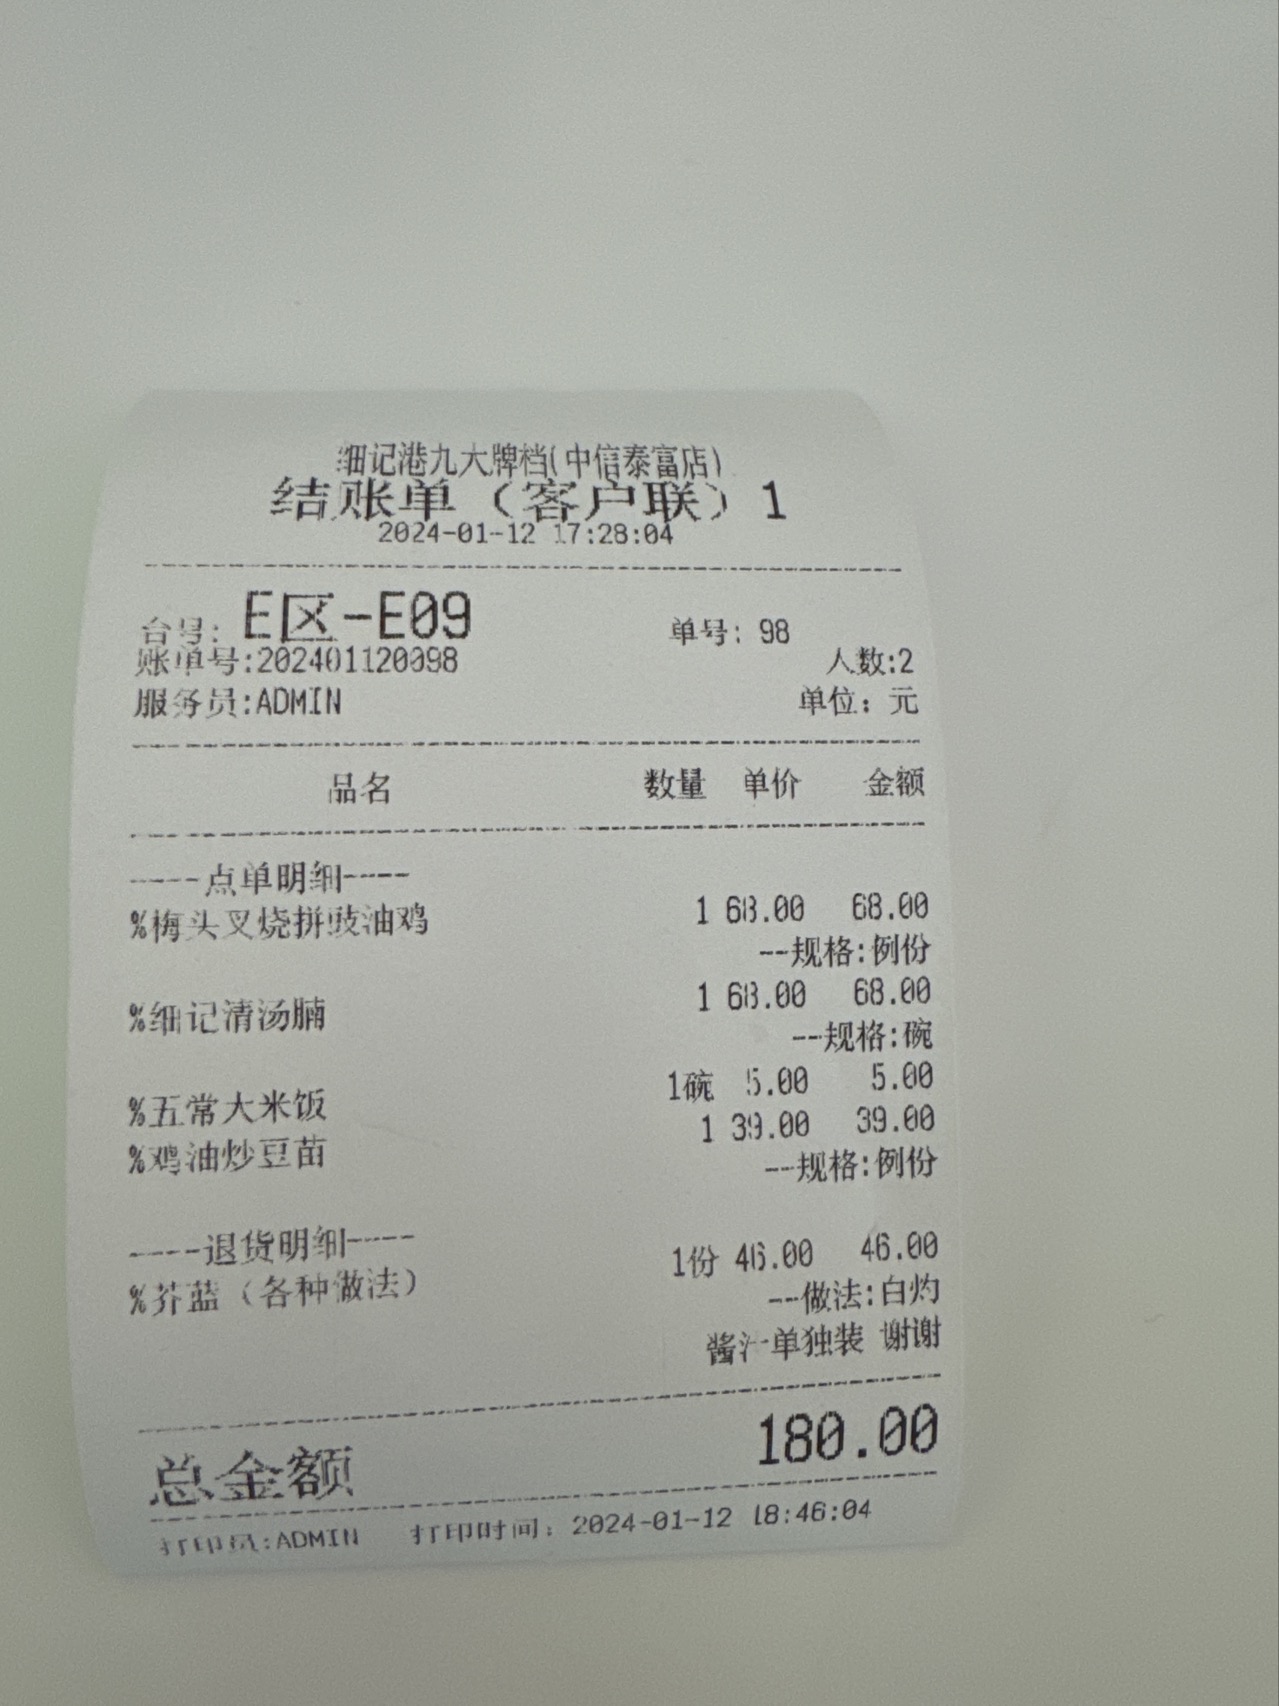 细记港九大牌档(中信泰富店)
结账单（客户联）1
2024-01-12 17:28:04
台号: E区-E09 单号: 98
账单号:202401120098 人数:2
服务员:ADMIN 单位: 元
品名 数量 单价 金额
----点单明细----
%梅头叉烧拼豉油鸡 1 68.00 68.00
--规格:例份
%细记清汤腩 1 68.00 68.00
--规格:碗
%五常大米饭 1碗 5.00 5.00
%鸡油炒豆苗 1 39.00 39.00
--规格:例份
----退货明细----
%芥蓝（各种做法） 1份 46.00 46.00
--做法:白灼
酱汁单独装 谢谢
总金额 180.00
打印员:ADMIN 打印时间: 2024-01-12 18:46:04